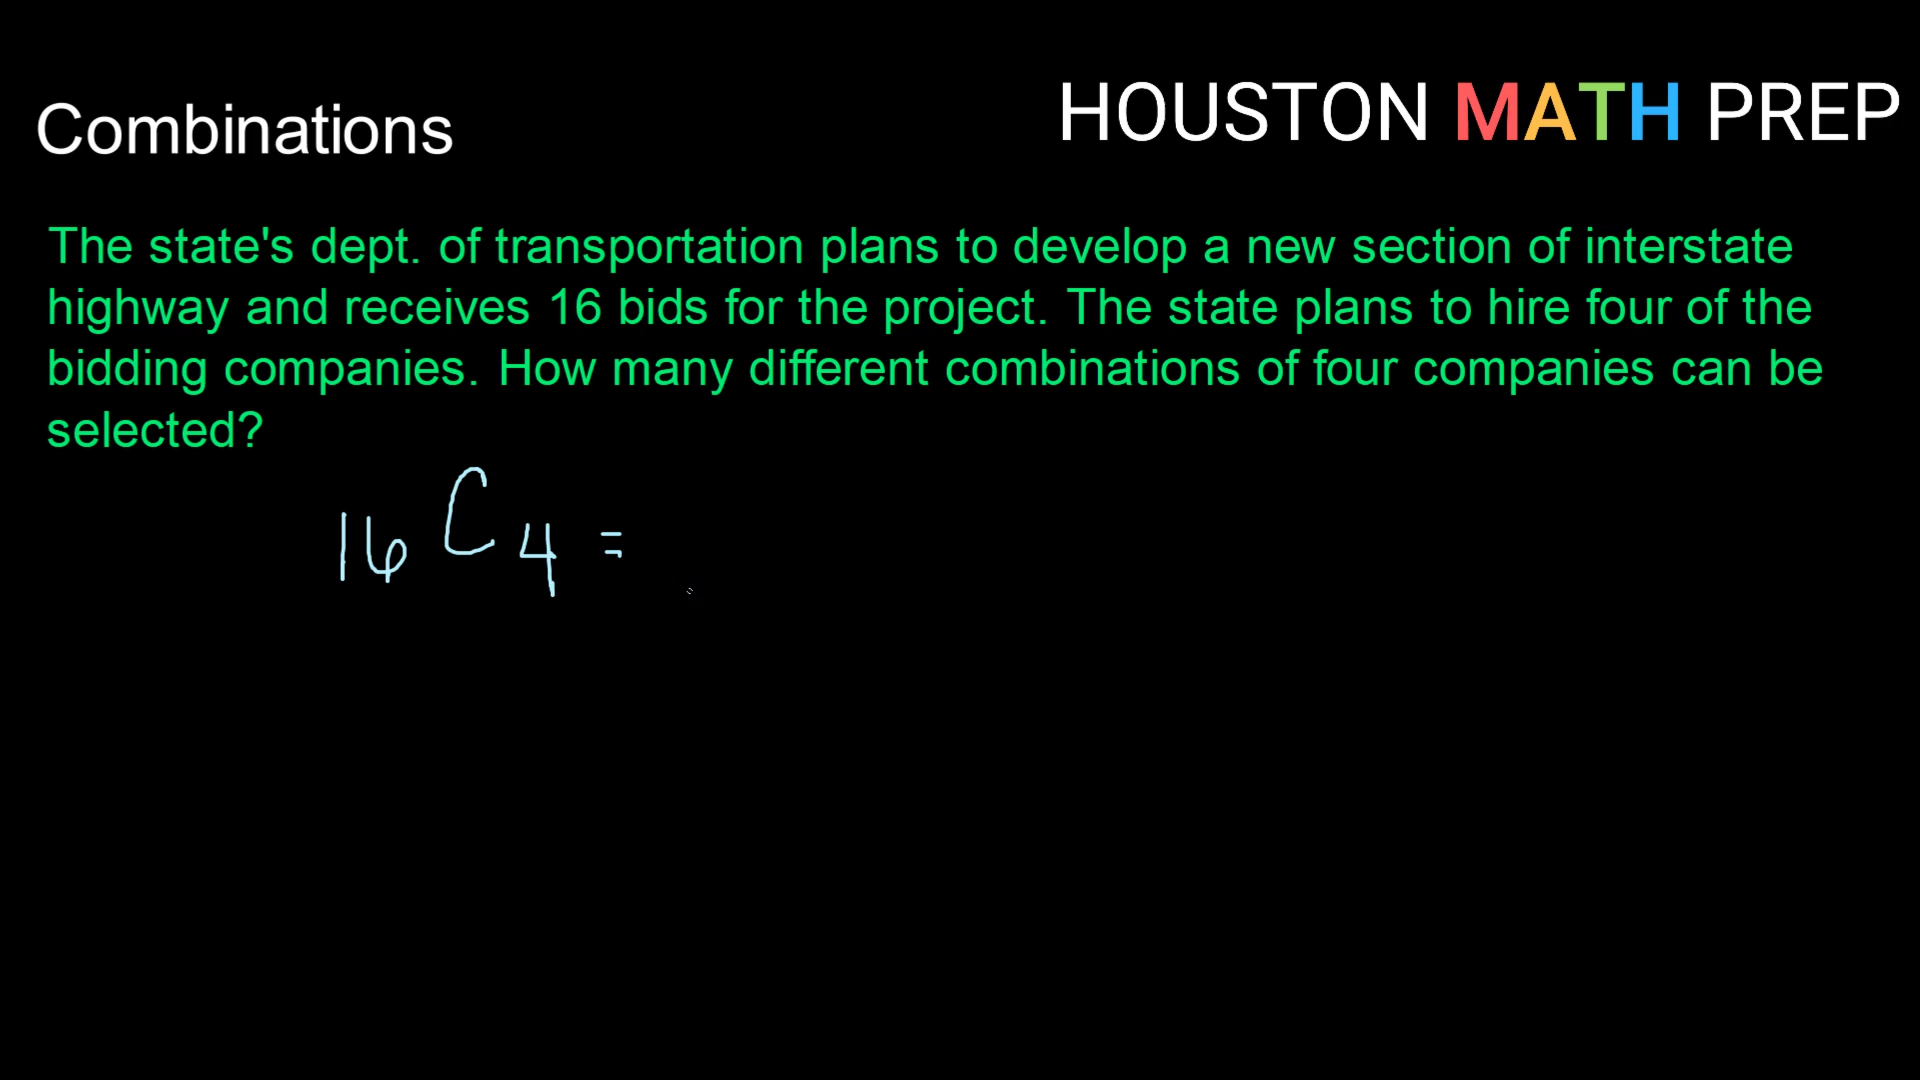 HOUSTON MATH PREP
Combinations
The state's dept. of transportation plans to develop a new section of interstate
highway and receives 16 bids for the project. The state plans to hire four of the
bidding companies. How many different combinations of four companies can be
selected?
16 C 4 =